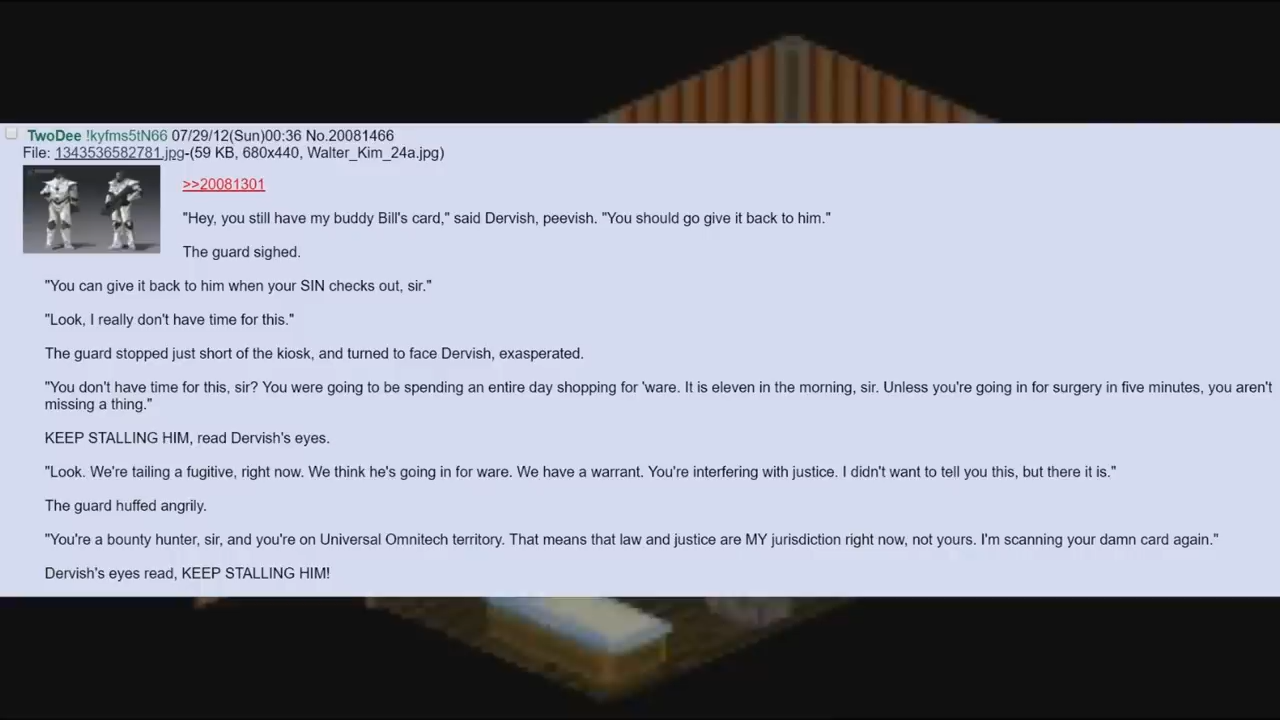 TwoDee !kyfms5tN66 07/29/12(Sun)00:36 No.20081466
File: 1343536582781.jpg-(59 KB, 680x440, Walter_Kim_24a.jpg)
>>20081301
"Hey, you still have my buddy Bill's card," said Dervish, peevish. "You should go give it back to him."
The guard sighed.
"You can give it back to him when your SIN checks out, sir."
"Look, I really don't have time for this."
The guard stopped just short of the kiosk, and turned to face Dervish, exasperated.
"You don't have time for this, sir? You were going to be spending an entire day shopping for 'ware. It is eleven in the morning, sir. Unless you're going in for surgery in five minutes, you aren't
missing a thing."
KEEP STALLING HIM, read Dervish's eyes.
"Look. We're tailing a fugitive, right now. We think he's going in for ware. We have a warrant. You're interfering with justice. I didn't want to tell you this, but there it is."
The guard huffed angrily.
"You're a bounty hunter, sir, and you're on Universal Omnitech territory. That means that law and justice are MY jurisdiction right now, not yours. I'm scanning your damn card again."
Dervish's eyes read, KEEP STALLING HIM!